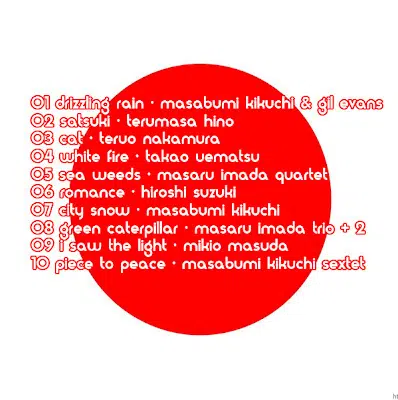 01 drizzling rain · masabumi kikuchi & gil evans
02 satsuki · terumasa hino
03 cat · teruo nakamura
04 white fire · takao uematsu
05 sea weeds · masaru imada quartet
06 romance · hiroshi suzuki
07 city snow · masabumi kikuchi
08 green caterpillar · masaru imada trio + 2
09 i saw the light · mikio masuda
10 piece to peace · masabumi kikuchi sextet
M